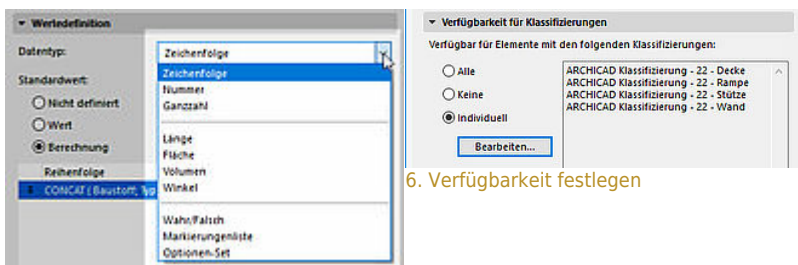 Wertedefinition
Datentyp:
Zeichenfolge
Zeichenfolge
Nummer
Ganzzahl
Länge
Fläche
Volumen
Winkel
Wahr/Falsch
Markierungenliste
Optionen-Set
Standardwert:
Nicht definiert
Wert
Berechnung
Reihenfolge
CONCAT ( Baustoff; Typ
Verfügbarkeit für Klassifizierungen
Verfügbar für Elemente mit den folgenden Klassifizierungen:
Alle
Keine
Individuell
Bearbeiten...
ARCHICAD Klassifizierung - 22 - Decke
ARCHICAD Klassifizierung - 22 - Rampe
ARCHICAD Klassifizierung - 22 - Stütze
ARCHICAD Klassifizierung - 22 - Wand
6. Verfügbarkeit festlegen